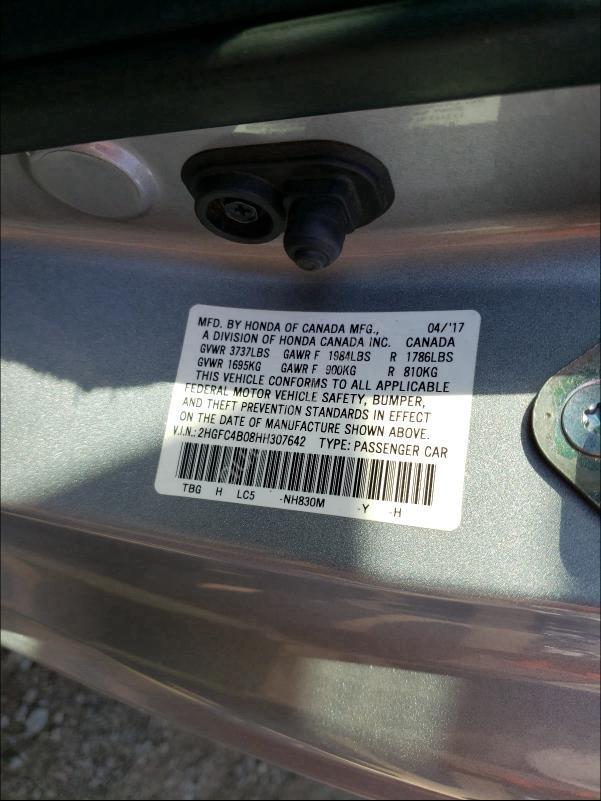 MFD. BY HONDA OF CANADA MFG., 04/'17
A DIVISION OF HONDA CANADA INC. CANADA
GVWR 3737LBS GAWR F 1984LBS R 1786LBS
GVWR 1695KG GAWR F 900KG R 810KG
THIS VEHICLE CONFORMS TO ALL APPLICABLE
FEDERAL MOTOR VEHICLE SAFETY, BUMPER,
AND THEFT PREVENTION STANDARDS IN EFFECT
ON THE DATE OF MANUFACTURE SHOWN ABOVE.
V.I.N.: 2HGFC4B08HH307642 TYPE: PASSENGER CAR
TBG H LC5 -NH830M -Y -H